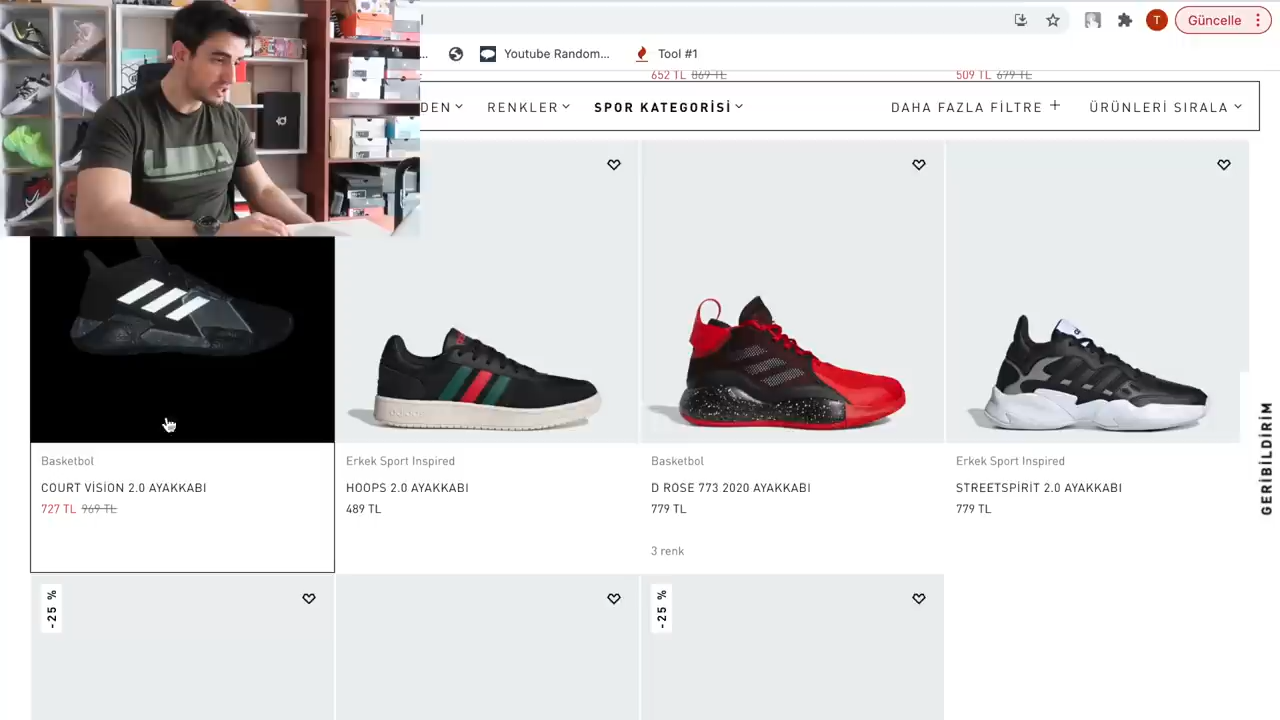 Güncelle
Youtube Random...
Tool #1
652 TL 869 TL
509 TL 679 TL
DEN
RENKLER
SPOR KATEGORİSİ
DAHA FAZLA FİLTRE +
ÜRÜNLERİ SIRALA
Basketbol
COURT VİSİON 2.0 AYAKKABI
727 TL 969 TL
Erkek Sport Inspired
HOOPS 2.0 AYAKKABI
489 TL
Basketbol
D ROSE 773 2020 AYAKKABI
779 TL
3 renk
Erkek Sport Inspired
STREETSPİRİT 2.0 AYAKKABI
779 TL
GERİBİLDİRİM
-25 %
-25 %
T